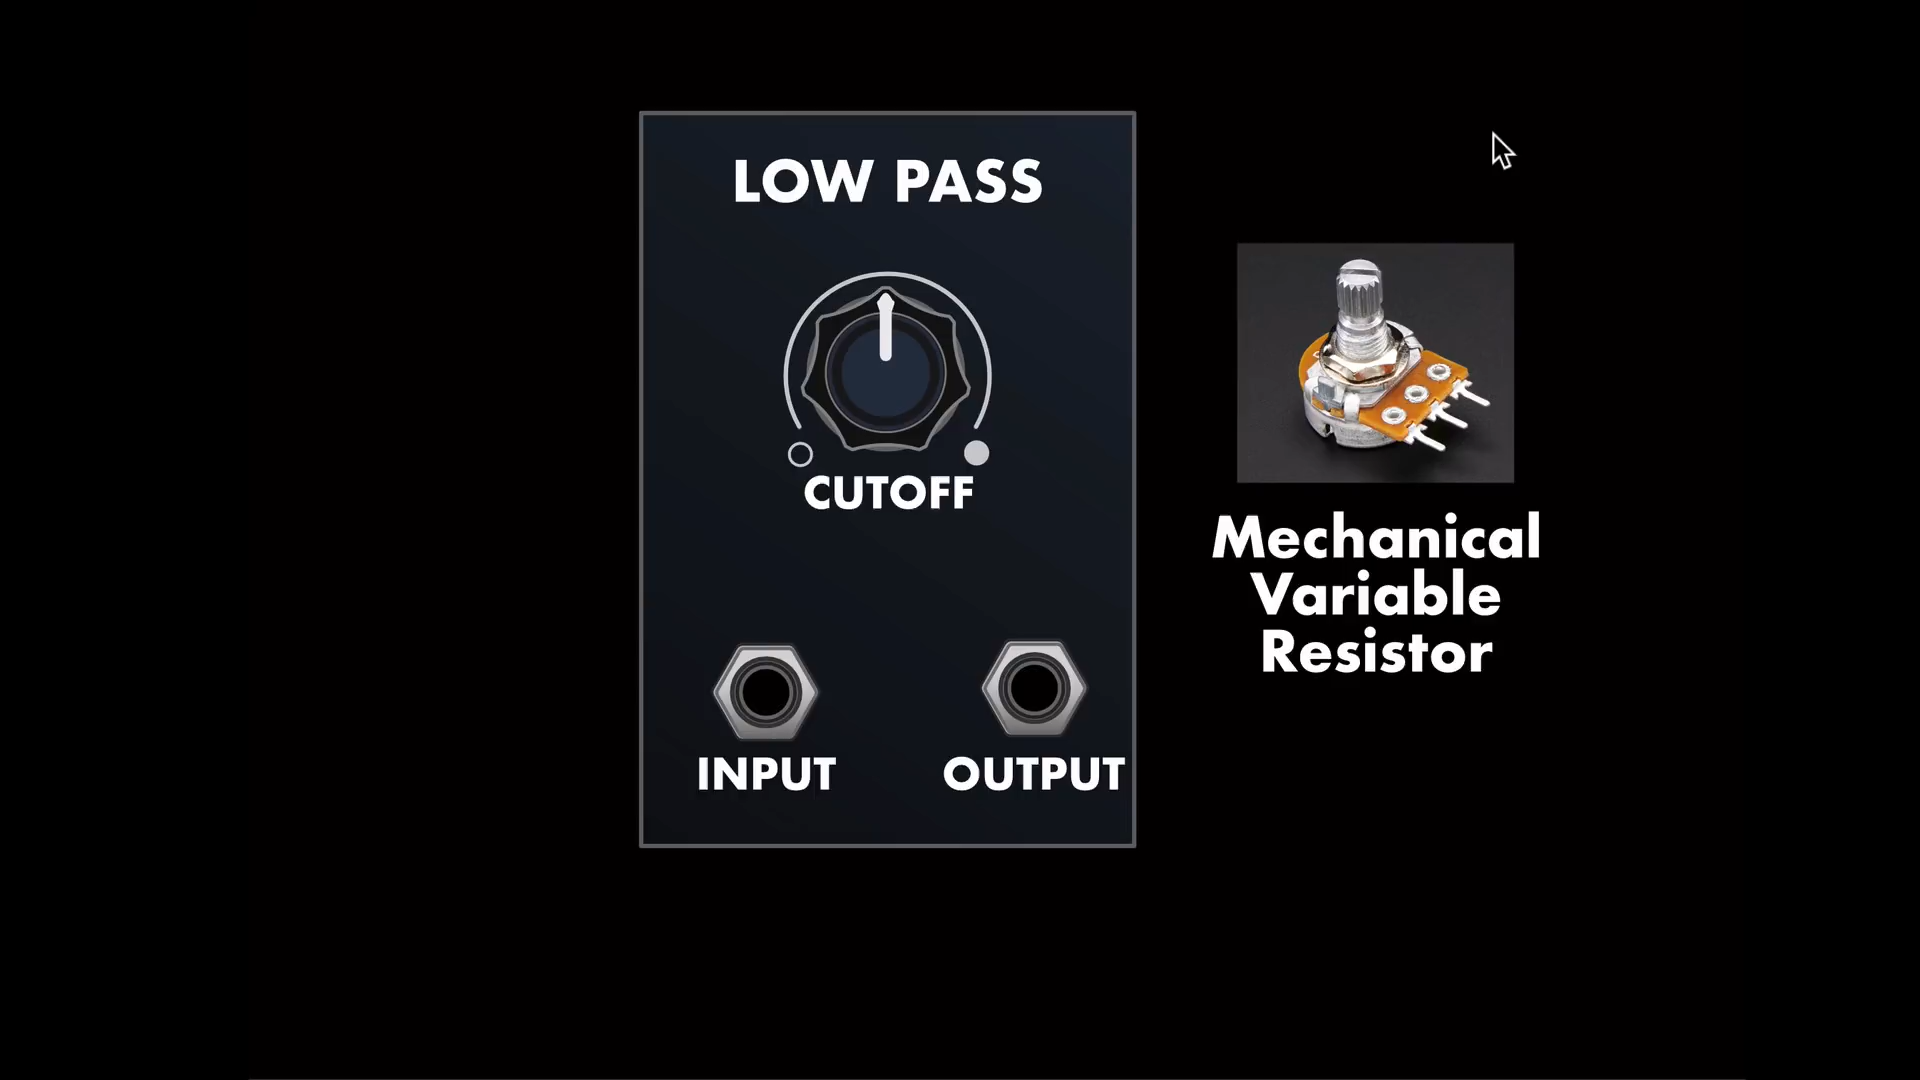 LOW PASS
CUTOFF
INPUT
OUTPUT
Mechanical
Variable
Resistor